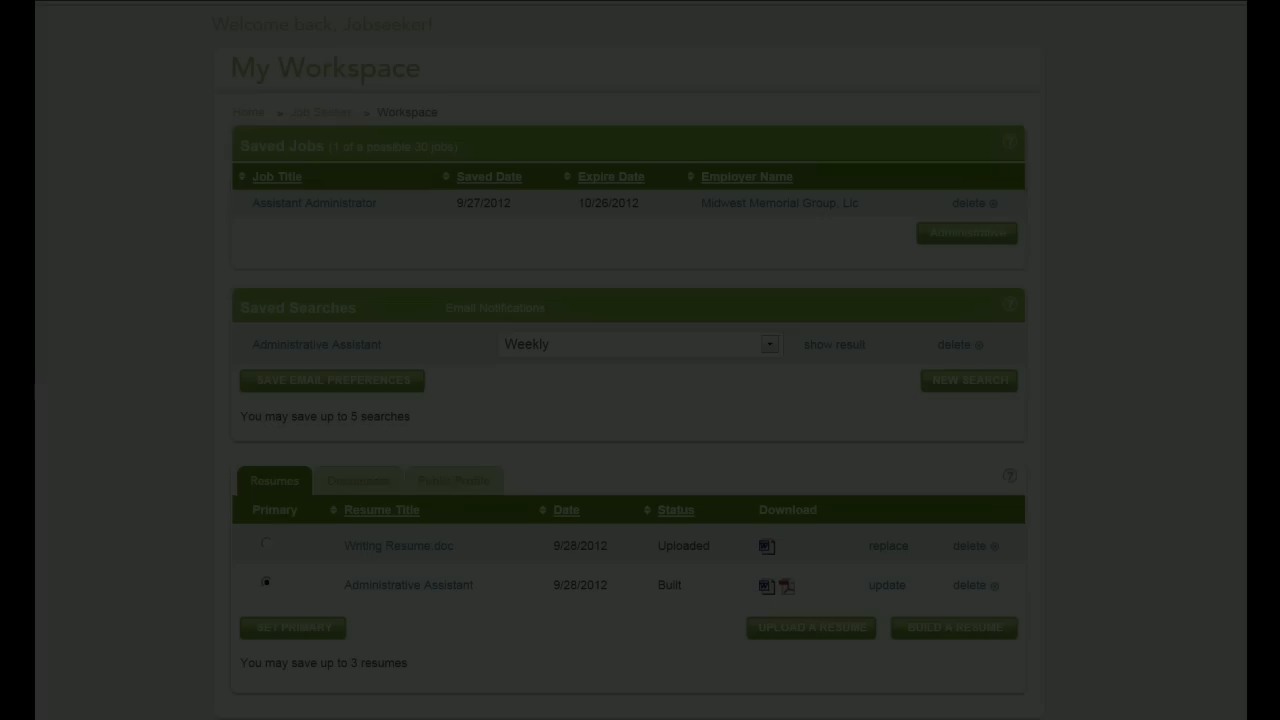 Welcome back, Jobseeker!
My Workspace
Home » Job Seeker » Workspace
Saved Jobs (1 of a possible 30 jobs) ?
Job Title Saved Date Expire Date Employer Name
Assistant Administrator 9/27/2012 10/26/2012 Midwest Memorial Group, Llc delete
Administrative
Saved Searches Email Notifications ?
Administrative Assistant Weekly show result delete
SAVE EMAIL PREFERENCES NEW SEARCH
You may save up to 5 searches
Resumes Documents Public Profile ?
Primary Resume Title Date Status Download
Writing Resume.doc 9/28/2012 Uploaded replace delete
Administrative Assistant 9/28/2012 Built update delete
SET PRIMARY UPLOAD A RESUME BUILD A RESUME
You may save up to 3 resumes